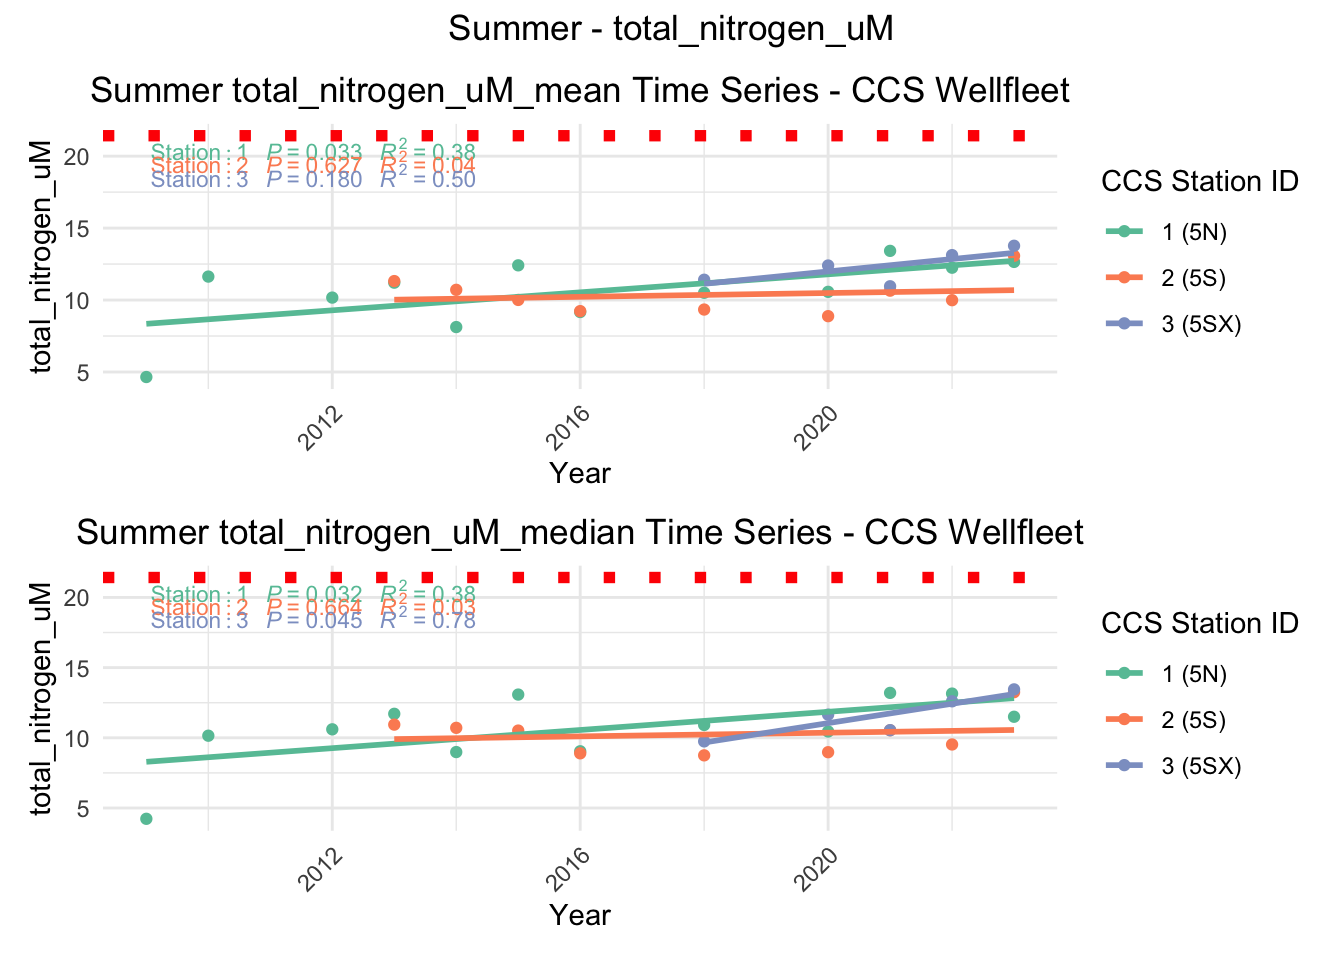 Summer - total_nitrogen_uM
Summer total_nitrogen_uM_mean Time Series - CCS Wellfleet
total_nitrogen_uM
20
15
10
5
Station : 1 P = 0.033 R² = 0.38
Station : 2 P = 0.627 R² = 0.04
Station : 3 P = 0.180 R² = 0.50
2012
2016
2020
Year
CCS Station ID
1 (5N)
2 (5S)
3 (5SX)
Summer total_nitrogen_uM_median Time Series - CCS Wellfleet
total_nitrogen_uM
20
15
10
5
Station : 1 P = 0.032 R² = 0.38
Station : 2 P = 0.664 R² = 0.03
Station : 3 P = 0.045 R² = 0.78
2012
2016
2020
Year
CCS Station ID
1 (5N)
2 (5S)
3 (5SX)